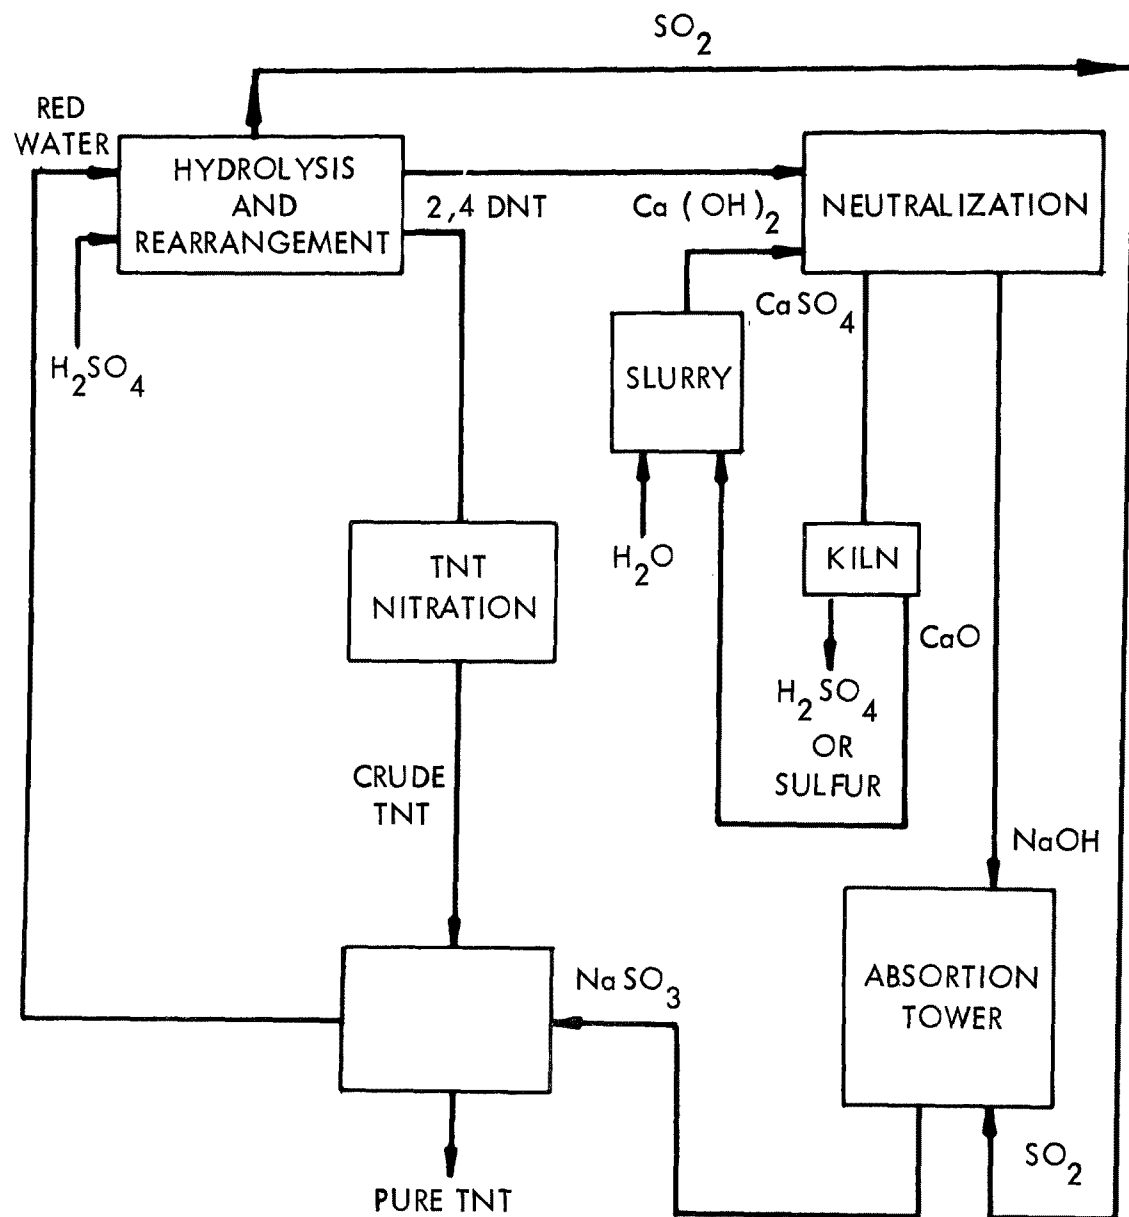 SO2
RED
WATER
HYDROLYSIS
AND
REARRANGEMENT
2,4 DNT
Ca (OH)2
NEUTRALIZATION
H2SO4
SLURRY
CaSO4
H2O
TNT
NITRATION
KILN
CaO
H2SO4
OR
SULFUR
CRUDE
TNT
NaOH
NaSO3
ABSORTION
TOWER
SO2
PURE TNT